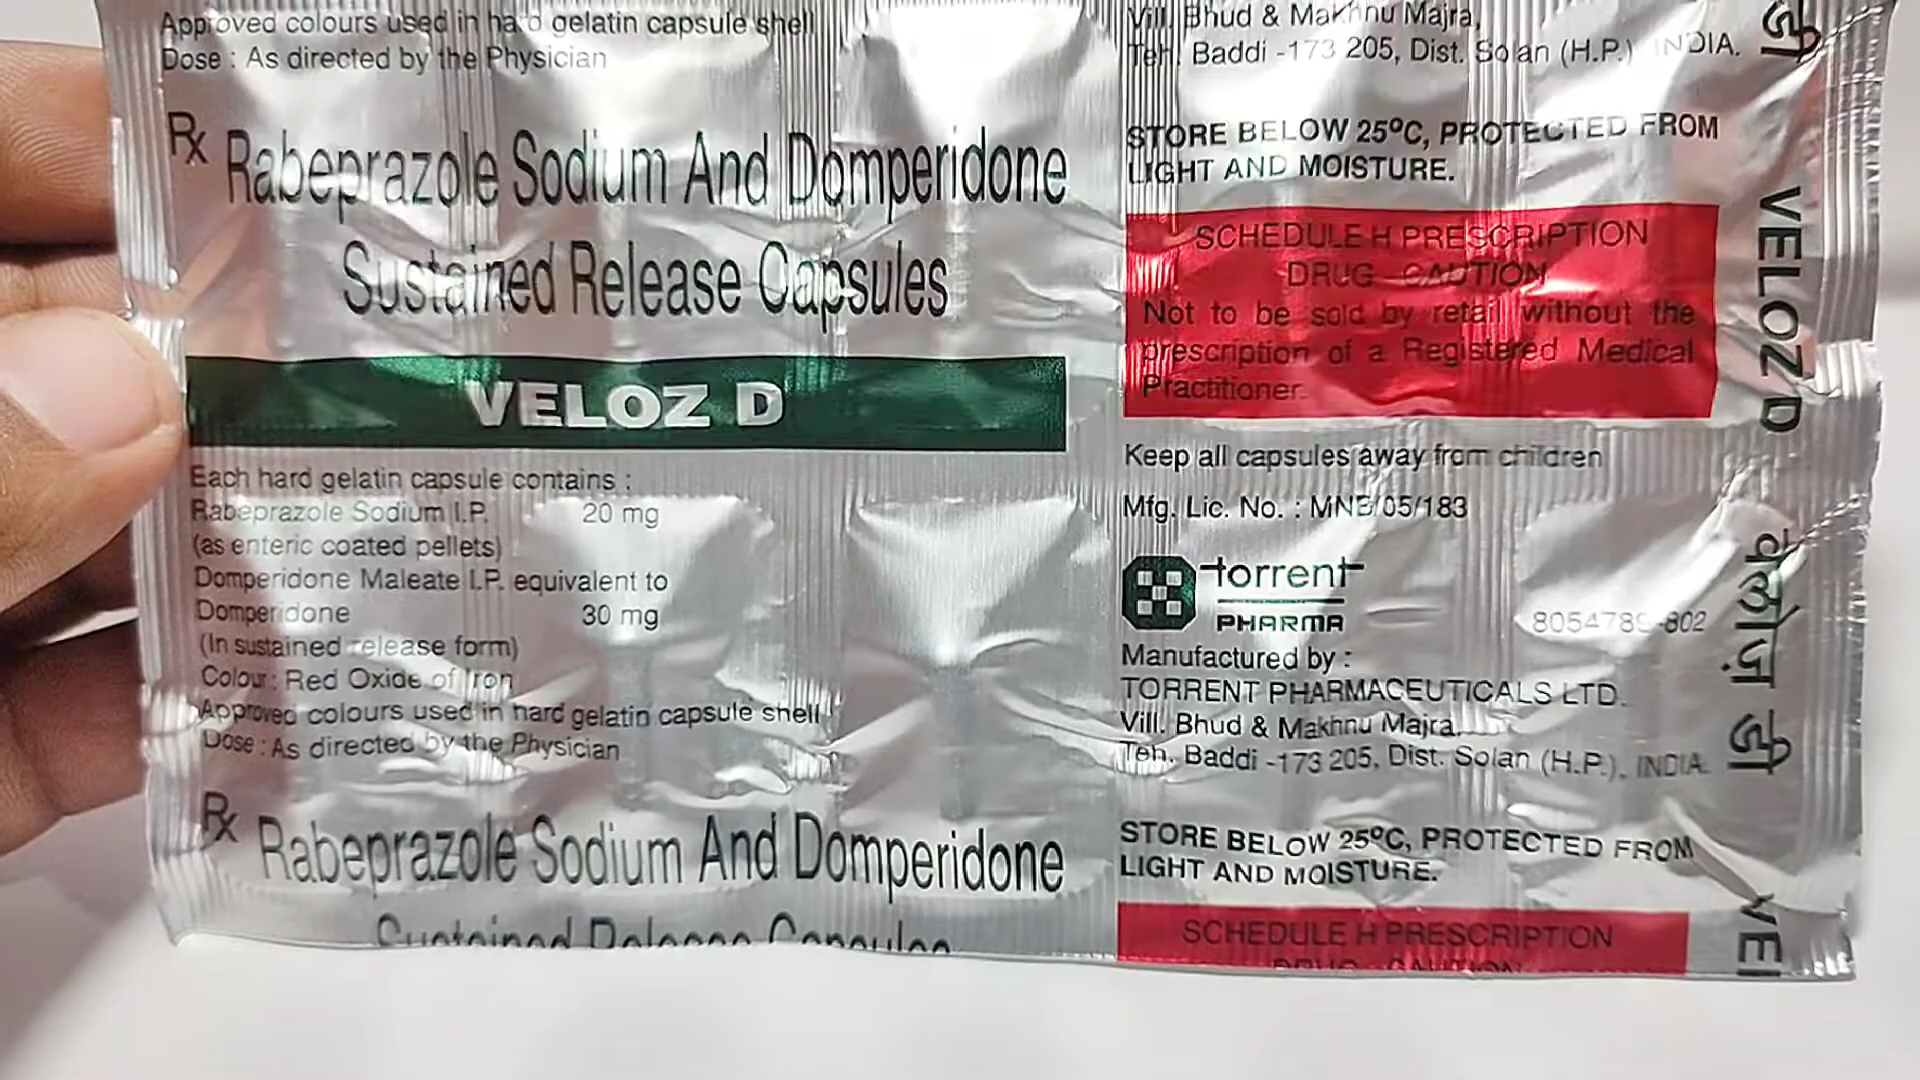 Approved colours used in hard gelatin capsule shell
Dose : As directed by the Physician
Rx Rabeprazole Sodium And Domperidone
Sustained Release Capsules
VELOZ D
Each hard gelatin capsule contains :
Rabeprazole Sodium I.P. 20 mg
(as enteric coated pellets)
Domperidone Maleate I.P. equivalent to
Domperidone 30 mg
(In sustained release form)
Colour : Red Oxide of Iron
Approved colours used in hard gelatin capsule shell
Dose : As directed by the Physician
Rx Rabeprazole Sodium And Domperidone
Sustained Release Capsules
Vill. Bhud & Makhnu Majra,
Teh. Baddi -173 205, Dist. Solan (H.P.) INDIA.
STORE BELOW 25ºC, PROTECTED FROM
LIGHT AND MOISTURE.
SCHEDULE H PRESCRIPTION
DRUG CAUTION
Not to be sold by retail without the
prescription of a Registered Medical
Practitioner.
Keep all capsules away from children
Mfg. Lic. No. : MNB/05/183
torrent
PHARMA
8054789-802
Manufactured by :
TORRENT PHARMACEUTICALS LTD.
Vill. Bhud & Makhnu Majra,
Teh. Baddi -173 205, Dist. Solan (H.P.), INDIA.
STORE BELOW 25ºC, PROTECTED FROM
LIGHT AND MOISTURE.
SCHEDULE H PRESCRIPTION
DRUG CAUTION
डी
VELOZ D
वेलोज़ डी
VEL